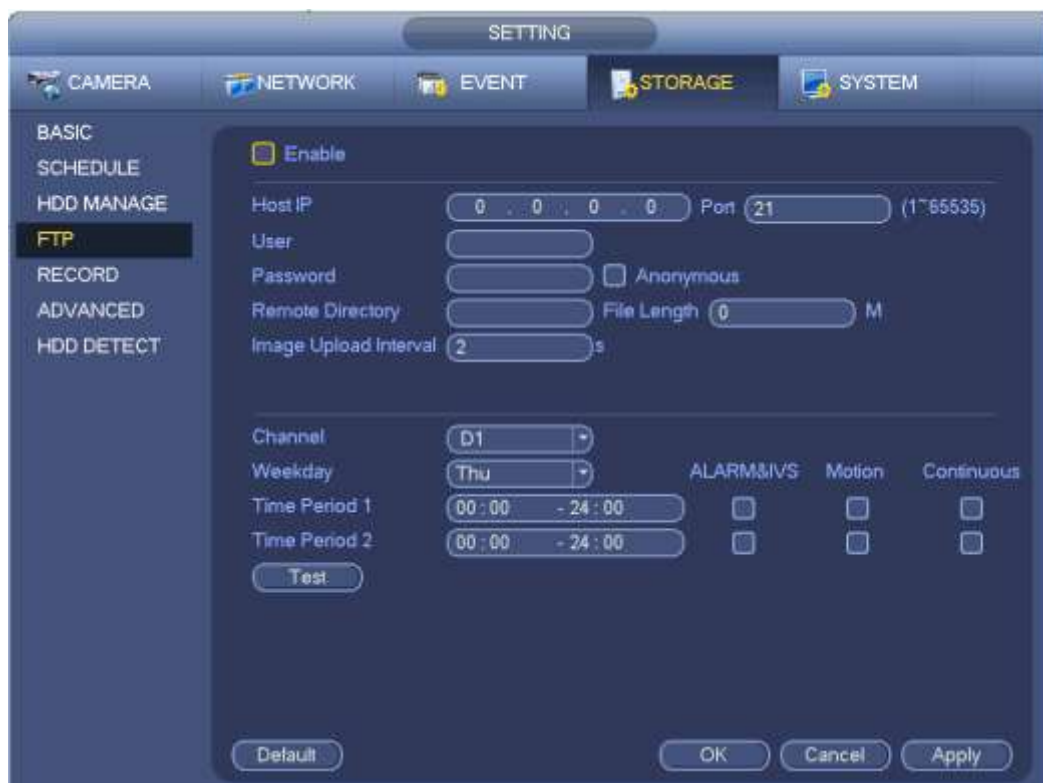 SETTING
CAMERA NETWORK EVENT STORAGE SYSTEM
BASIC
SCHEDULE
HDD MANAGE
FTP
RECORD
ADVANCED
HDD DETECT
Enable
Host IP 0 . 0 . 0 . 0 Port 21 (1~65535)
User
Password Anonymous
Remote Directory File Length 0 M
Image Upload Interval 2 s
Channel D1
Weekday Thu ALARM&IVS Motion Continuous
Time Period 1 00 : 00 - 24 : 00
Time Period 2 00 : 00 - 24 : 00
Test
Default OK Cancel Apply